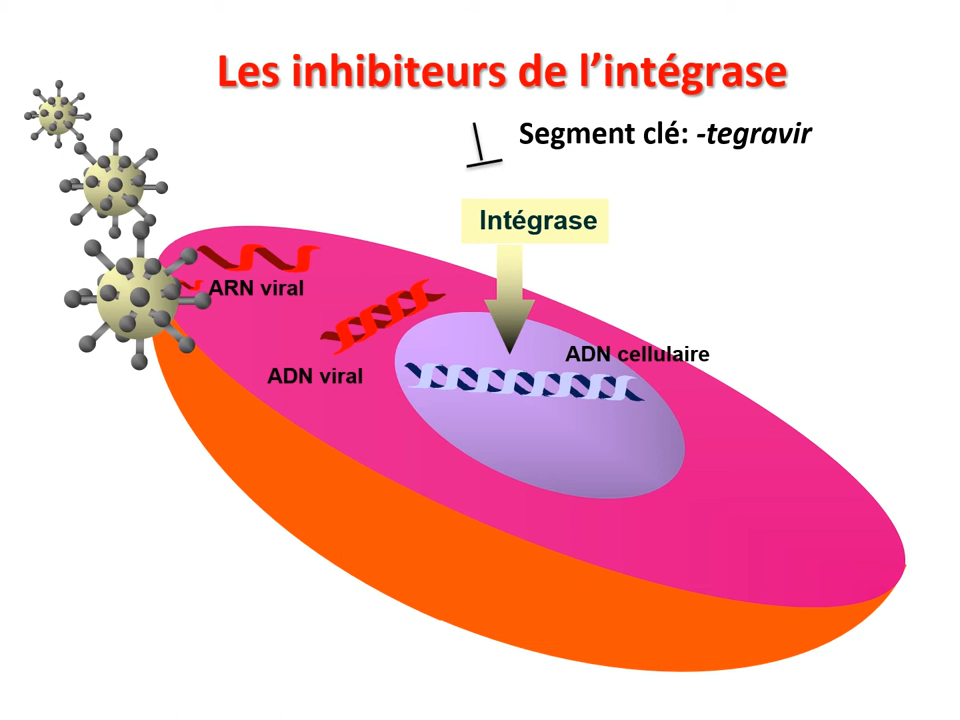 Les inhibiteurs de l’intégrase
Segment clé: -tegravir
Intégrase
ARN viral
ADN cellulaire
ADN viral